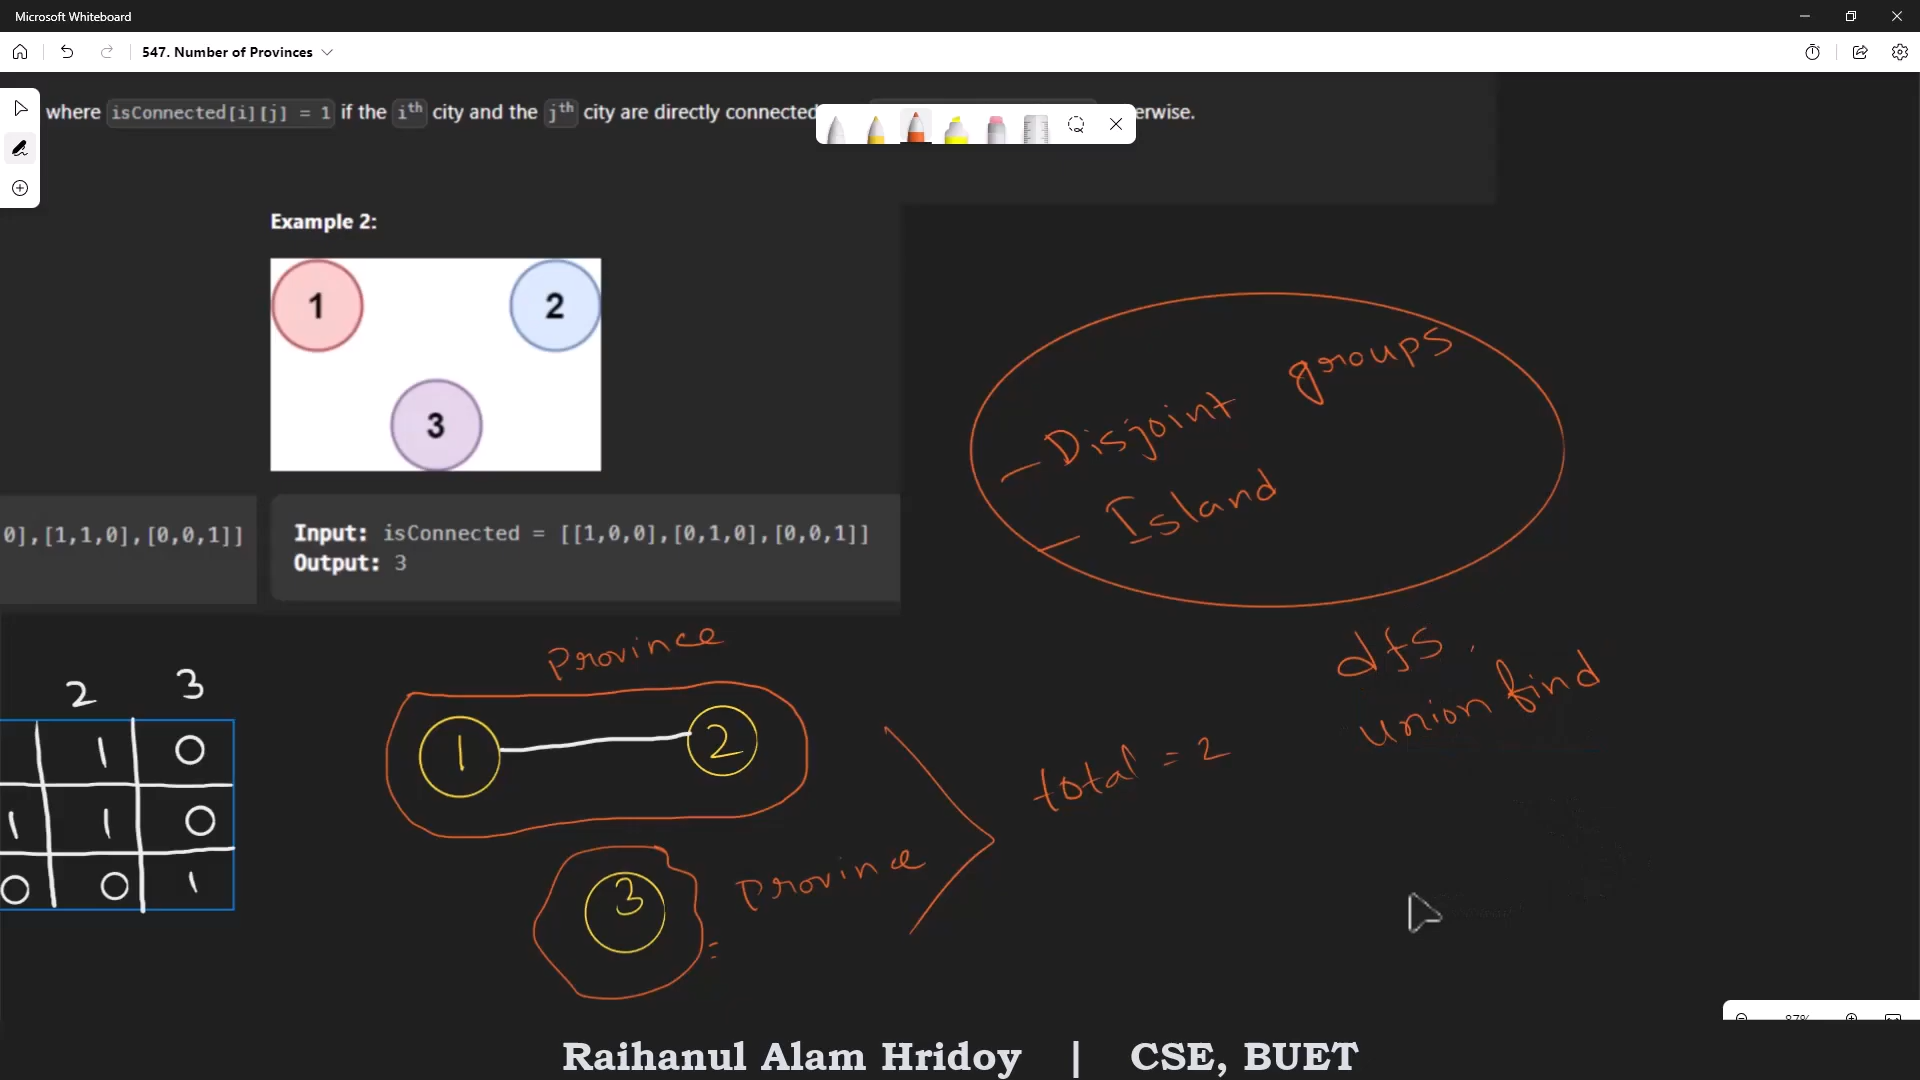 Microsoft Whiteboard
547. Number of Provinces
where isConnected[i][j] = 1 if the ith city and the jth city are directly connected erwise.
Example 2:
1 2
3
0],[1,1,0],[0,0,1]]
Input: isConnected = [[1,0,0],[0,1,0],[0,0,1]]
Output: 3
- Disjoint groups
- Island
dfs,
union find
2 3
1 0
1 1 0
0 0 1
Province
1 2
3
Province
total = 2
87%
Raihanul Alam Hridoy | CSE, BUET